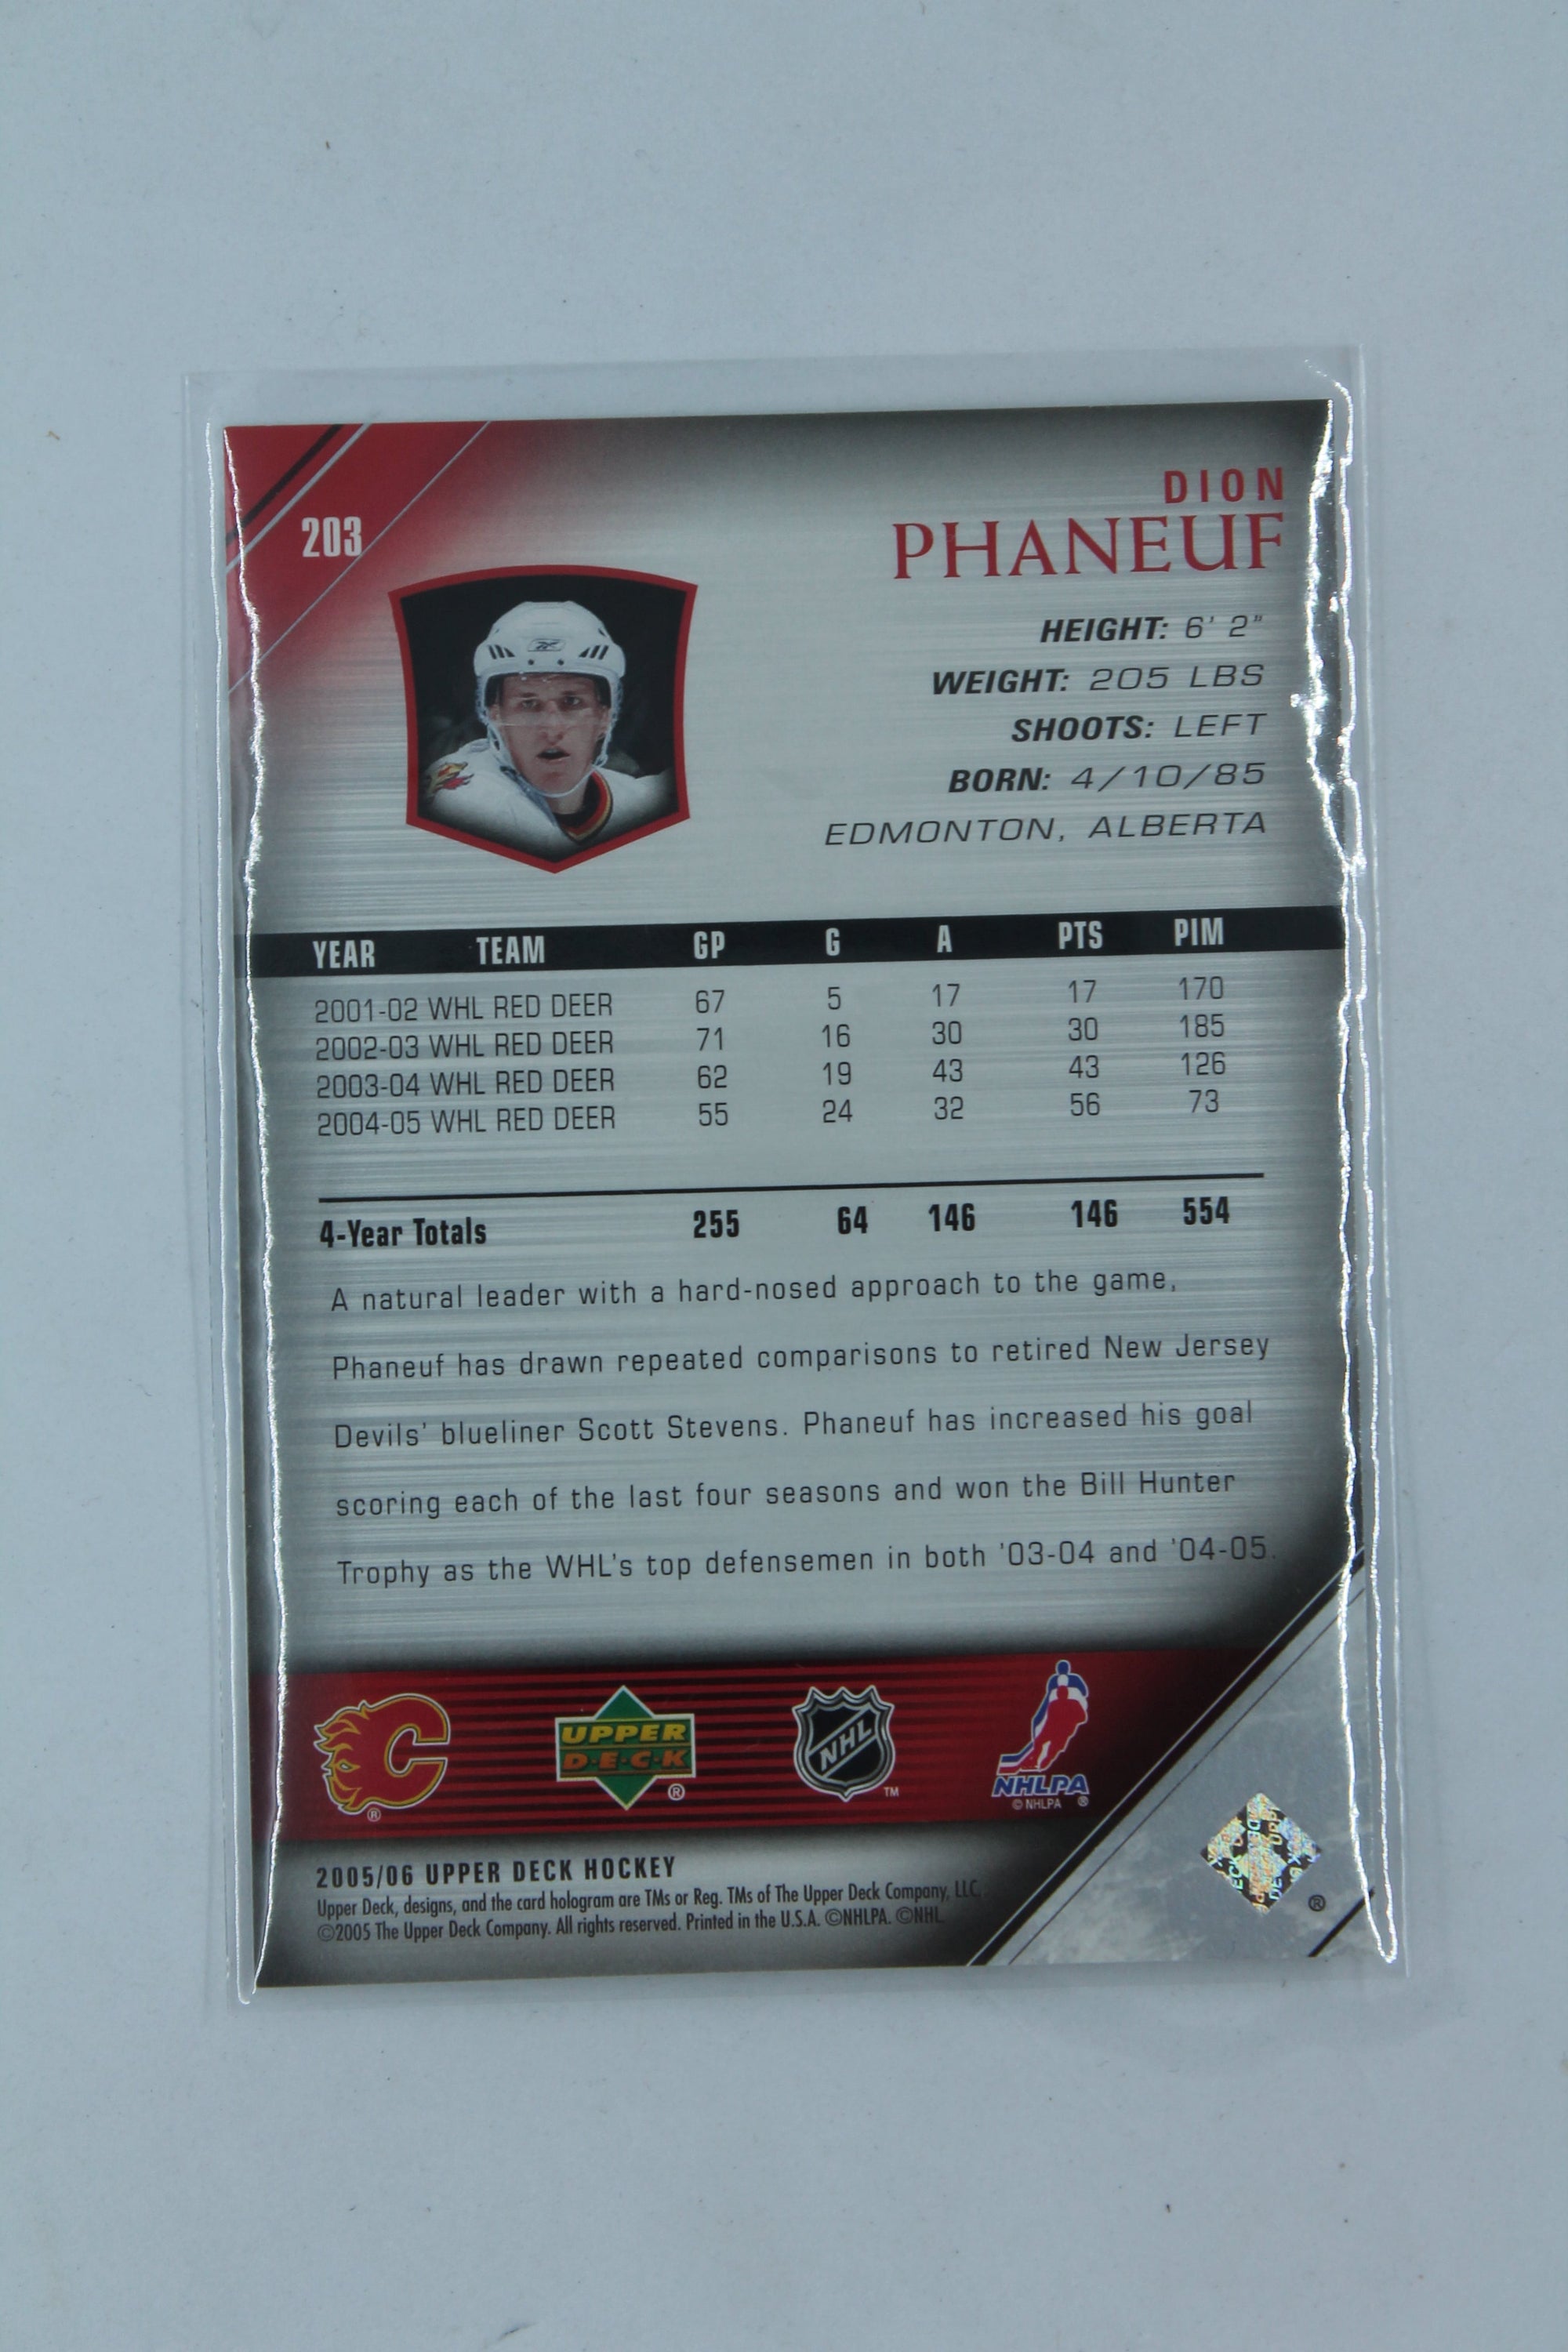 203
DION
PHANEUF
HEIGHT: 6' 2"
WEIGHT: 205 LBS
SHOOTS: LEFT
BORN: 4/10/85
EDMONTON, ALBERTA
YEAR TEAM GP G A PTS PIM
2001-02 WHL RED DEER 67 5 17 17 170
2002-03 WHL RED DEER 71 16 30 30 185
2003-04 WHL RED DEER 62 19 43 43 126
2004-05 WHL RED DEER 55 24 32 56 73
4-Year Totals 255 64 146 146 554
A natural leader with a hard-nosed approach to the game,
Phaneuf has drawn repeated comparisons to retired New Jersey
Devils' blueliner Scott Stevens. Phaneuf has increased his goal
scoring each of the last four seasons and won the Bill Hunter
Trophy as the WHL's top defensemen in both '03-04 and '04-05.
C ®
UPPER
D·E·C·K ®
NHL ™
NHLPA
© NHLPA ®
®
2005/06 UPPER DECK HOCKEY
Upper Deck, designs, and the card hologram are TMs or Reg. TMs of The Upper Deck Company, LLC.
©2005 The Upper Deck Company. All rights reserved. Printed in the U.S.A. ©NHLPA. ©NHL.